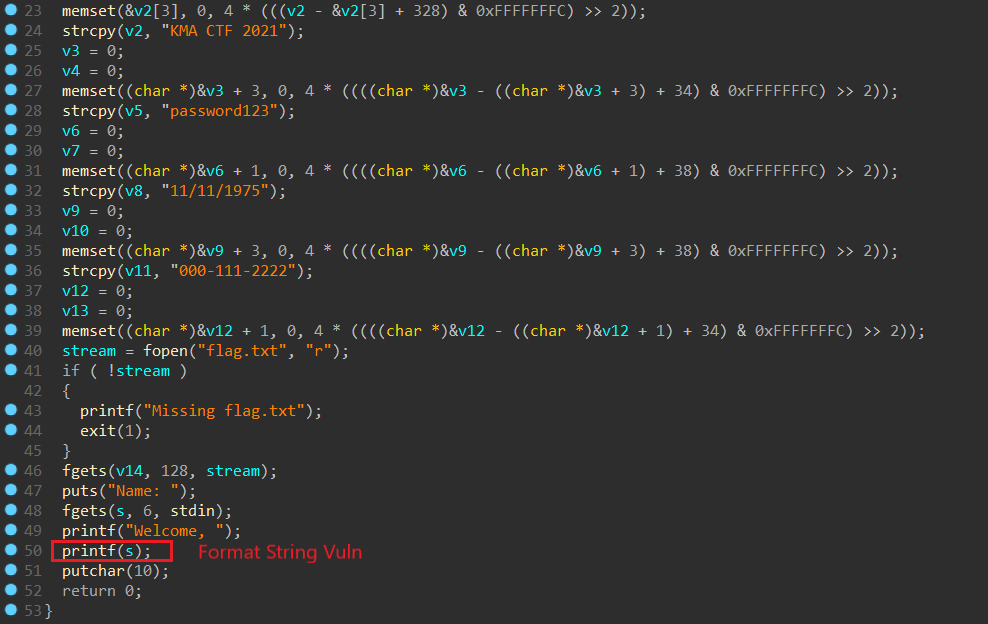 23 memset(&v2[3], 0, 4 * (((v2 - &v2[3] + 328) & 0xFFFFFFFC) >> 2));
24 strcpy(v2, "KMA CTF 2021");
25 v3 = 0;
26 v4 = 0;
27 memset((char *)&v3 + 3, 0, 4 * ((((char *)&v3 - ((char *)&v3 + 3) + 34) & 0xFFFFFFFC) >> 2));
28 strcpy(v5, "password123");
29 v6 = 0;
30 v7 = 0;
31 memset((char *)&v6 + 1, 0, 4 * ((((char *)&v6 - ((char *)&v6 + 1) + 38) & 0xFFFFFFFC) >> 2));
32 strcpy(v8, "11/11/1975");
33 v9 = 0;
34 v10 = 0;
35 memset((char *)&v9 + 3, 0, 4 * ((((char *)&v9 - ((char *)&v9 + 3) + 38) & 0xFFFFFFFC) >> 2));
36 strcpy(v11, "000-111-2222");
37 v12 = 0;
38 v13 = 0;
39 memset((char *)&v12 + 1, 0, 4 * ((((char *)&v12 - ((char *)&v12 + 1) + 34) & 0xFFFFFFFC) >> 2));
40 stream = fopen("flag.txt", "r");
41 if ( !stream )
42 {
43 printf("Missing flag.txt");
44 exit(1);
45 }
46 fgets(v14, 128, stream);
47 puts("Name: ");
48 fgets(s, 6, stdin);
49 printf("Welcome, ");
50 printf(s); Format String Vuln
51 putchar(10);
52 return 0;
53 }